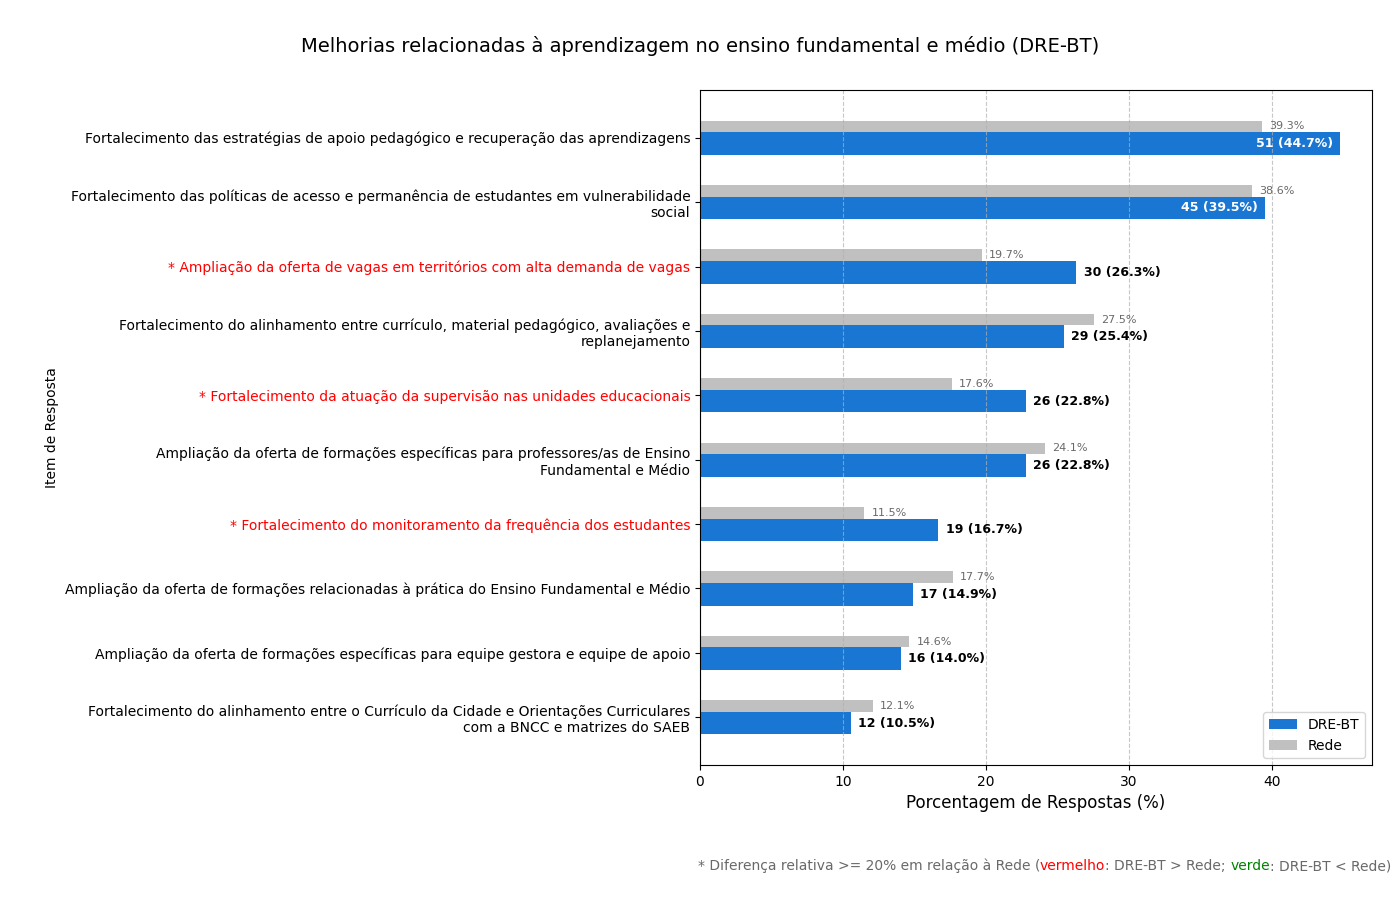 Melhorias relacionadas à aprendizagem no ensino fundamental e médio (DRE-BT)
Item de Resposta
Fortalecimento das estratégias de apoio pedagógico e recuperação das aprendizagens
39.3%
51 (44.7%)
Fortalecimento das políticas de acesso e permanência de estudantes em vulnerabilidade
social
38.6%
45 (39.5%)
* Ampliação da oferta de vagas em territórios com alta demanda de vagas
19.7%
30 (26.3%)
Fortalecimento do alinhamento entre currículo, material pedagógico, avaliações e
replanejamento
27.5%
29 (25.4%)
* Fortalecimento da atuação da supervisão nas unidades educacionais
17.6%
26 (22.8%)
Ampliação da oferta de formações específicas para professores/as de Ensino
Fundamental e Médio
24.1%
26 (22.8%)
* Fortalecimento do monitoramento da frequência dos estudantes
11.5%
19 (16.7%)
Ampliação da oferta de formações relacionadas à prática do Ensino Fundamental e Médio
17.7%
17 (14.9%)
Ampliação da oferta de formações específicas para equipe gestora e equipe de apoio
14.6%
16 (14.0%)
Fortalecimento do alinhamento entre o Currículo da Cidade e Orientações Curriculares
com a BNCC e matrizes do SAEB
12.1%
12 (10.5%)
DRE-BT
Rede
0 10 20 30 40
Porcentagem de Respostas (%)
* Diferença relativa >= 20% em relação à Rede (vermelho: DRE-BT > Rede; verde: DRE-BT < Rede)